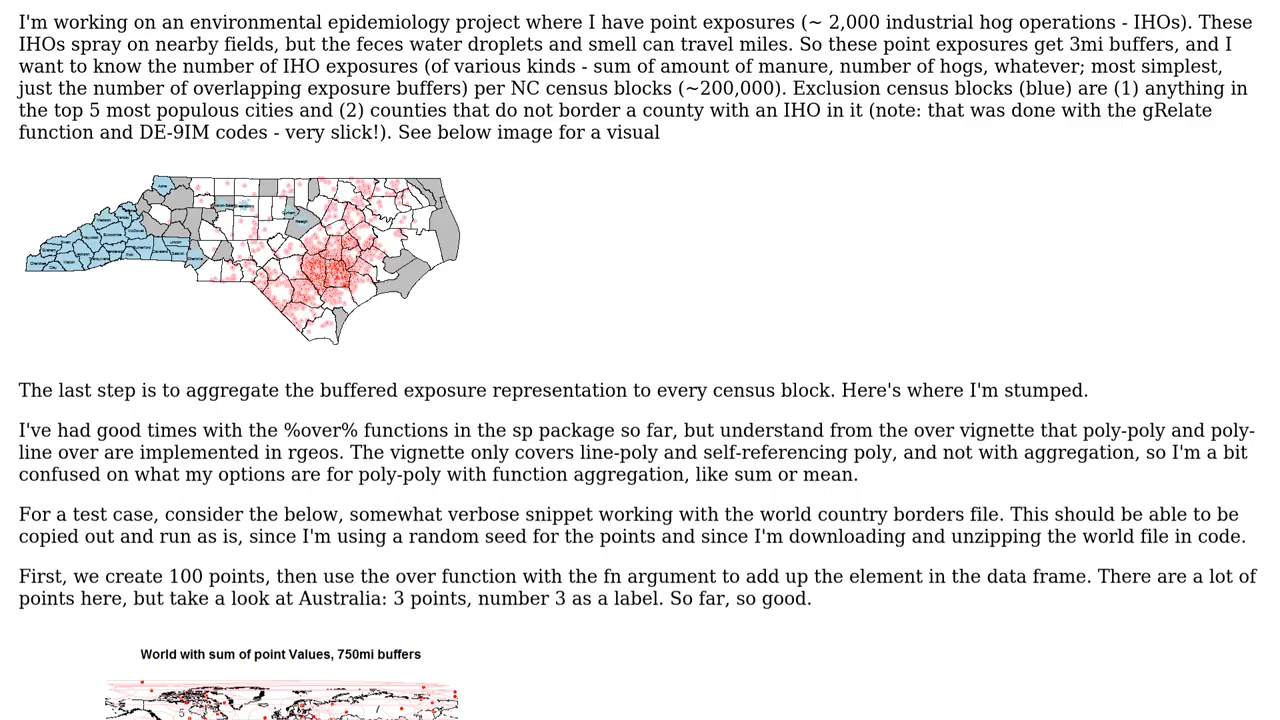 I'm working on an environmental epidemiology project where I have point exposures (~ 2,000 industrial hog operations - IHOs). These
IHOs spray on nearby fields, but the feces water droplets and smell can travel miles. So these point exposures get 3mi buffers, and I
want to know the number of IHO exposures (of various kinds - sum of amount of manure, number of hogs, whatever; most simplest,
just the number of overlapping exposure buffers) per NC census blocks (~200,000). Exclusion census blocks (blue) are (1) anything in
the top 5 most populous cities and (2) counties that do not border a county with an IHO in it (note: that was done with the gRelate
function and DE-9IM codes - very slick!). See below image for a visual
The last step is to aggregate the buffered exposure representation to every census block. Here's where I'm stumped.
I've had good times with the %over% functions in the sp package so far, but understand from the over vignette that poly-poly and poly-
line over are implemented in rgeos. The vignette only covers line-poly and self-referencing poly, and not with aggregation, so I'm a bit
confused on what my options are for poly-poly with function aggregation, like sum or mean.
For a test case, consider the below, somewhat verbose snippet working with the world country borders file. This should be able to be
copied out and run as is, since I'm using a random seed for the points and since I'm downloading and unzipping the world file in code.
First, we create 100 points, then use the over function with the fn argument to add up the element in the data frame. There are a lot of
points here, but take a look at Australia: 3 points, number 3 as a label. So far, so good.
World with sum of point Values, 750mi buffers